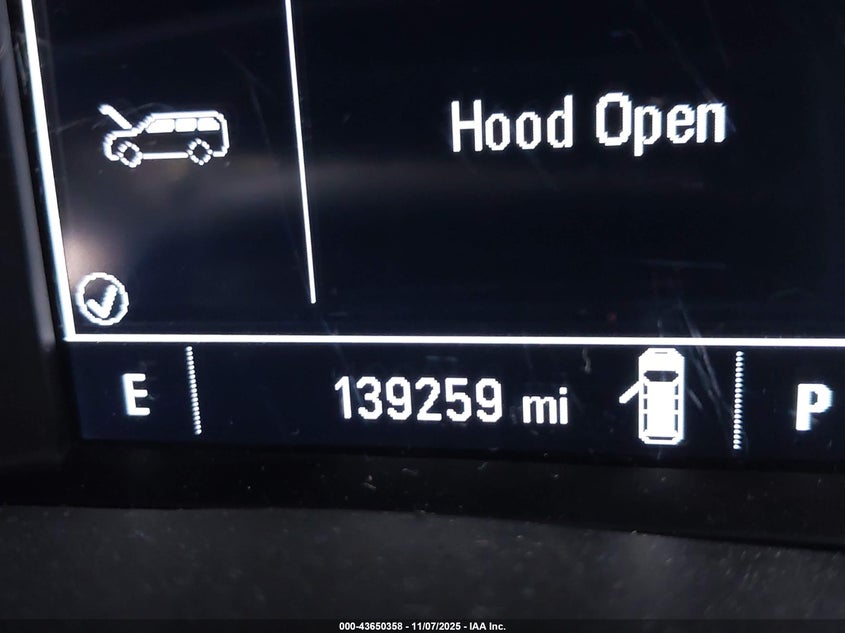 Hood Open
E 139259 mi P
000-43650358 - 11/07/2025 - IAA Inc.